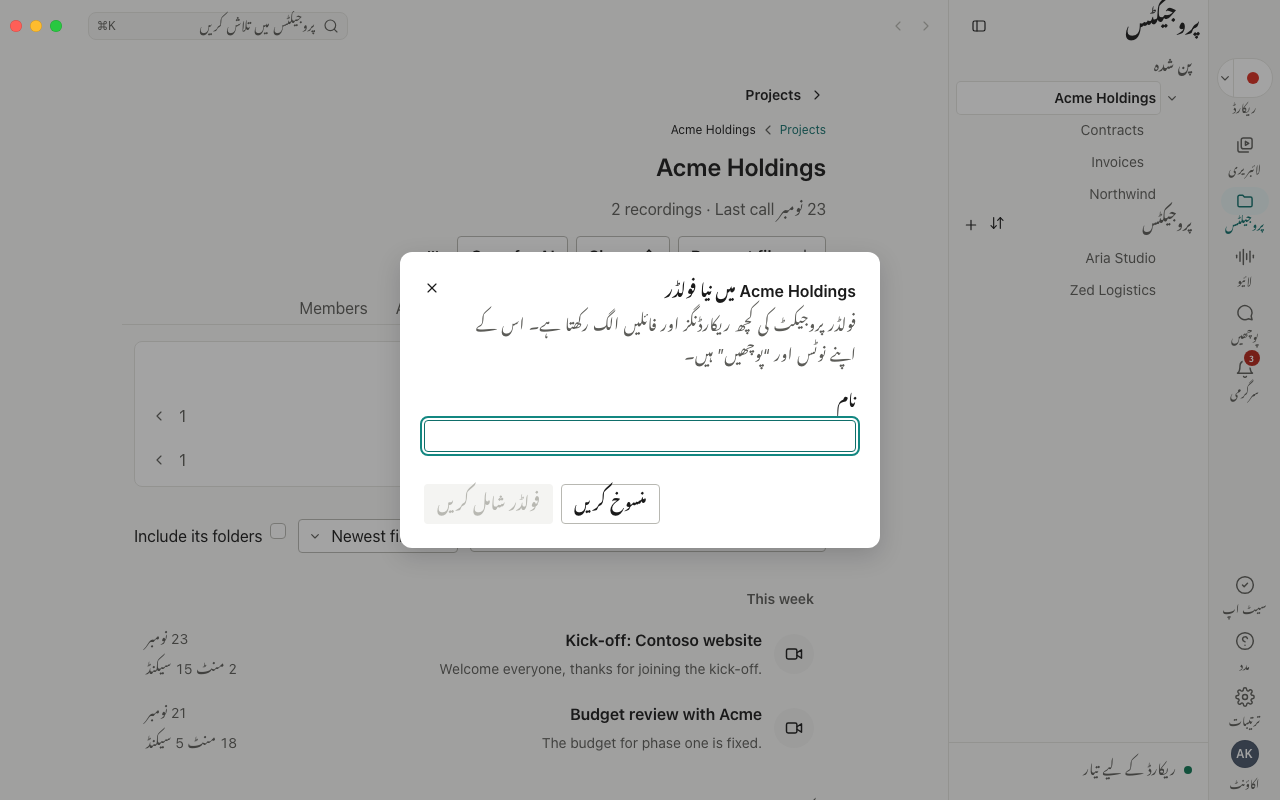 پروجیکٹس میں تلاش کریں
⌘K
پروجیکٹس
پن شدہ
Acme Holdings
Contracts
Invoices
Northwind
پروجیکٹس
Aria Studio
Zed Logistics
ریکارڈ کے لیے تیار
ریکارڈ
لائبریری
پروجیکٹس
لائیو
پوچھیں
3
سرگرمی
سیٹ اپ
مدد
ترتیبات
AK
اکاؤنٹ
Projects
Projects
Acme Holdings
Acme Holdings
2 recordings · Last call 23 نومبر
Members
1
1
Include its folders
This week
Kick-off: Contoso website
Welcome everyone, thanks for joining the kick-off.
23 نومبر
2 منٹ 15 سیکنڈ
Budget review with Acme
The budget for phase one is fixed.
21 نومبر
18 منٹ 5 سیکنڈ
Acme Holdings میں نیا فولڈر
فولڈر پروجیکٹ کی کچھ ریکارڈنگز اور فائلیں الگ رکھتا ہے۔ اس کے
اپنے نوٹس اور "پوچھیں" ہیں۔
نام
منسوخ کریں
فولڈر شامل کریں
Newest